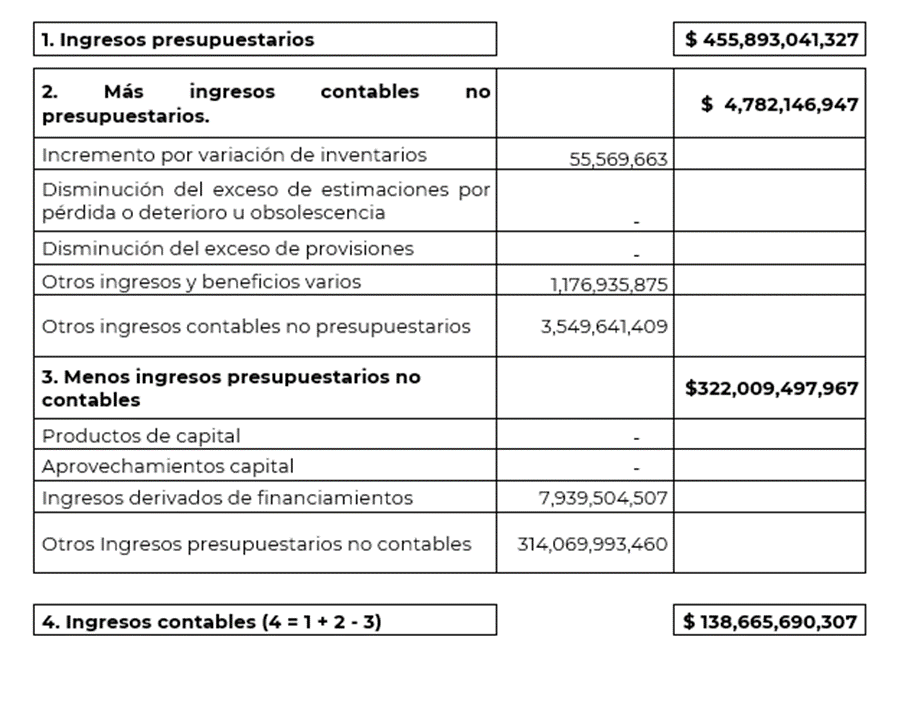 1. Ingresos presupuestarios $ 455,893,041,327
2. Más ingresos contables no
presupuestarios. $ 4,782,146,947
Incremento por variación de inventarios 55,569,663
Disminución del exceso de estimaciones por
pérdida o deterioro u obsolescencia -
Disminución del exceso de provisiones -
Otros ingresos y beneficios varios 1,176,935,875
Otros ingresos contables no presupuestarios 3,549,641,409
3. Menos ingresos presupuestarios no
contables $322,009,497,967
Productos de capital -
Aprovechamientos capital -
Ingresos derivados de financiamientos 7,939,504,507
Otros Ingresos presupuestarios no contables 314,069,993,460
4. Ingresos contables (4 = 1 + 2 - 3) $ 138,665,690,307